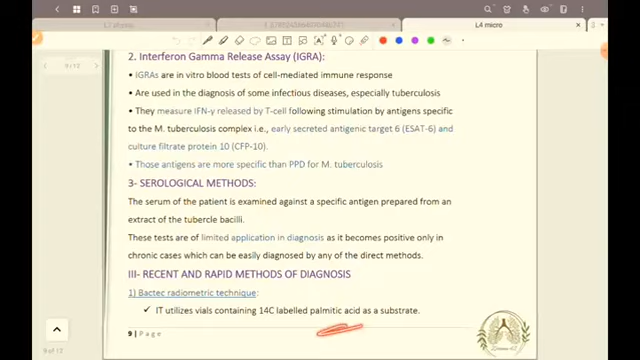 L4 micro
9/12
2. Interferon Gamma Release Assay (IGRA):
• iGRAs are in vitro blood tests of cell-mediated immune response
• Are used in the diagnosis of some infectious diseases, especially tuberculosis
• They measure IFN-γ released by T-cell following stimulation by antigens specific
to the M. tuberculosis complex i.e., early secreted antigenic target 6 (ESAT-6) and
culture filtrate protein 10 (CFP-10).
• Those antigens are more specific than PPD for M. tuberculosis
3- SEROLOGICAL METHODS:
The serum of the patient is examined against a specific antigen prepared from an
extract of the tubercle bacilli.
These tests are of limited application in diagnosis as it becomes positive only in
chronic cases which can be easily diagnosed by any of the direct methods.
III- RECENT AND RAPID METHODS OF DIAGNOSIS
1) Bactec radiometric technique:
✓ IT utilizes vials containing 14C labelled palmitic acid as a substrate.
9 | Page
9 of 12